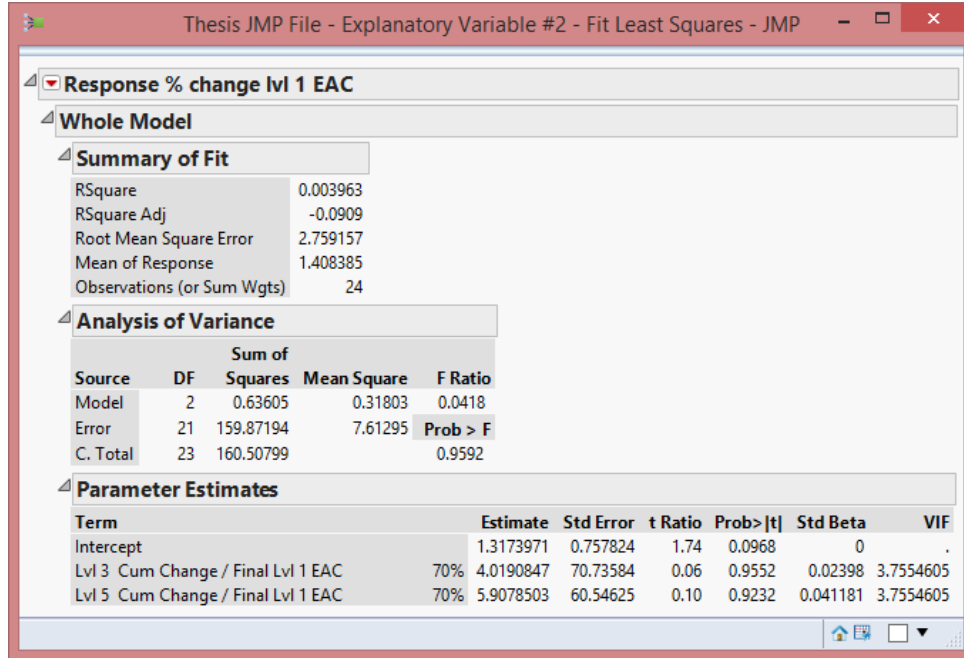 Thesis JMP File - Explanatory Variable #2 - Fit Least Squares - JMP
Response % change lvl 1 EAC
Whole Model
Summary of Fit
RSquare 0.003963
RSquare Adj -0.0909
Root Mean Square Error 2.759157
Mean of Response 1.408385
Observations (or Sum Wgts) 24
Analysis of Variance
Sum of
Source DF Squares Mean Square F Ratio
Model 2 0.63605 0.31803 0.0418
Error 21 159.87194 7.61295 Prob > F
C. Total 23 160.50799 0.9592
Parameter Estimates
Term Estimate Std Error t Ratio Prob>|t| Std Beta VIF
Intercept 1.3173971 0.757824 1.74 0.0968 0 .
Lvl 3 Cum Change / Final Lvl 1 EAC 70% 4.0190847 70.73584 0.06 0.9552 0.02398 3.7554605
Lvl 5 Cum Change / Final Lvl 1 EAC 70% 5.9078503 60.54625 0.10 0.9232 0.041181 3.7554605